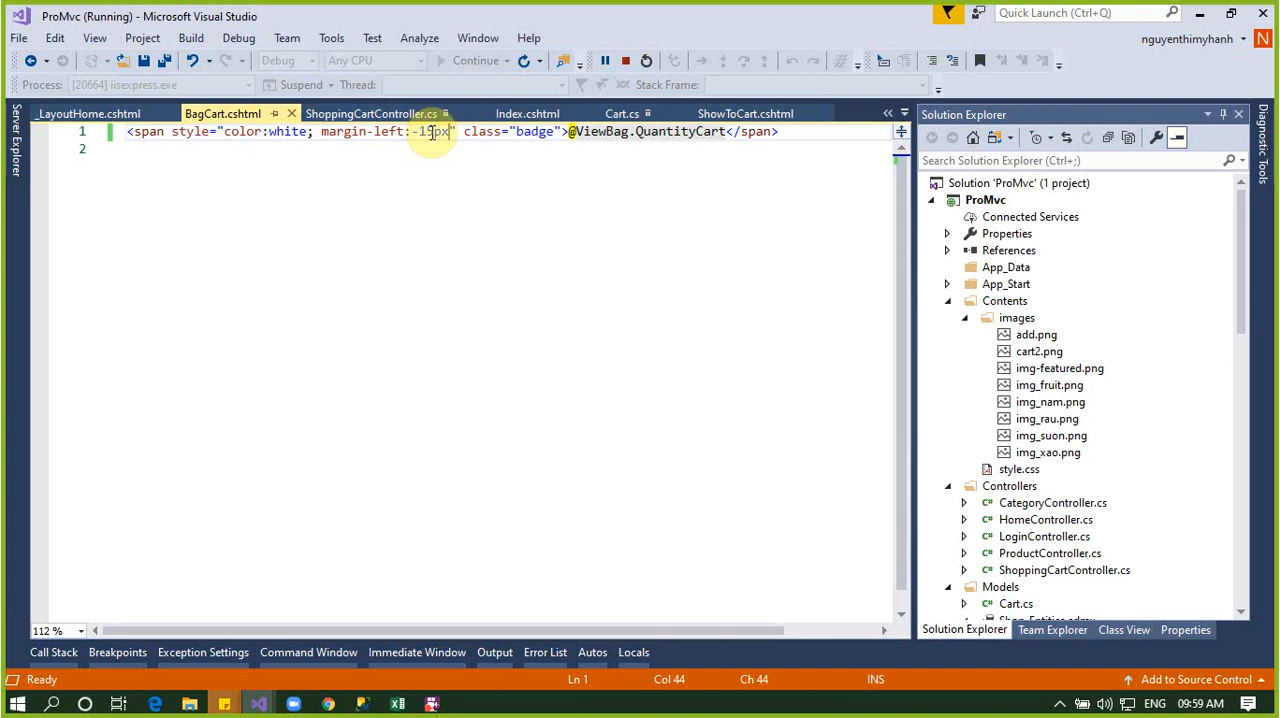 ProMvc (Running) - Microsoft Visual Studio
Quick Launch (Ctrl+Q)
File Edit View Project Build Debug Team Tools Test Analyze Window Help
nguyenthimyhanh
N
Debug Any CPU Continue
Process: [20664] iisexpress.exe Suspend Thread: Stack Frame:
Server Explorer
_LayoutHome.cshtml BagCart.cshtml ShoppingCartController.cs Index.cshtml Cart.cs ShowToCart.cshtml
1 <span style="color:white; margin-left:-15px" class="badge">@ViewBag.QuantityCart</span>
2
Solution Explorer
Search Solution Explorer (Ctrl+;)
Solution 'ProMvc' (1 project)
ProMvc
Connected Services
Properties
References
App_Data
App_Start
Contents
images
add.png
cart2.png
img-featured.png
img_fruit.png
img_nam.png
img_rau.png
img_suon.png
img_xao.png
style.css
Controllers
CategoryController.cs
HomeController.cs
LoginController.cs
ProductController.cs
ShoppingCartController.cs
Models
Cart.cs
Diagnostic Tools
112 %
Solution Explorer Team Explorer Class View Properties
Call Stack Breakpoints Exception Settings Command Window Immediate Window Output Error List Autos Locals
Ready Ln 1 Col 44 Ch 44 INS Add to Source Control
ENG 09:59 AM